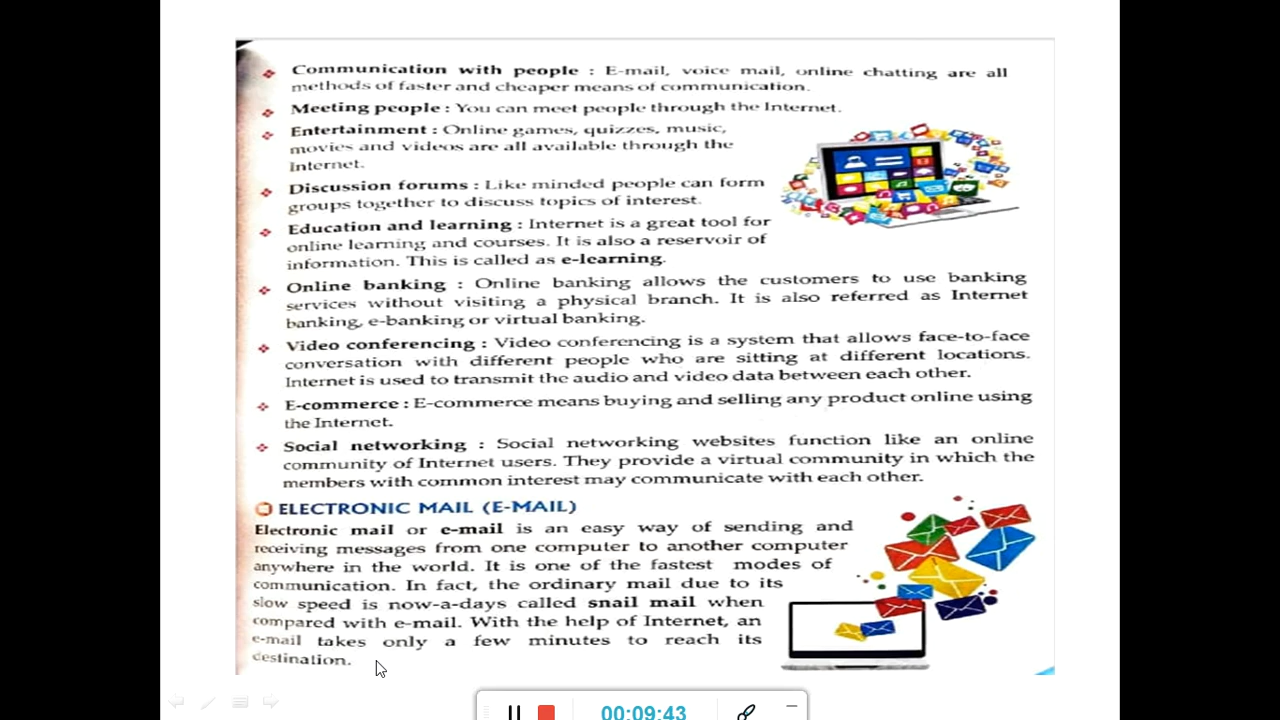 Communication with people : E-mail, voice mail, online chatting are all
methods of faster and cheaper means of communication.
Meeting people : You can meet people through the Internet.
Entertainment : Online games, quizzes, music,
movies and videos are all available through the
Internet.
Discussion forums : Like minded people can form
groups together to discuss topics of interest.
Education and learning : Internet is a great tool for
online learning and courses. It is also a reservoir of
information. This is called as e-learning.
Online banking : Online banking allows the customers to use banking
services without visiting a physical branch. It is also referred as Internet
banking, e-banking or virtual banking.
Video conferencing : Video conferencing is a system that allows face-to-face
conversation with different people who are sitting at different locations.
Internet is used to transmit the audio and video data between each other.
E-commerce : E-commerce means buying and selling any product online using
the Internet.
Social networking : Social networking websites function like an online
community of Internet users. They provide a virtual community in which the
members with common interest may communicate with each other.
ELECTRONIC MAIL (E-MAIL)
Electronic mail or e-mail is an easy way of sending and
receiving messages from one computer to another computer
anywhere in the world. It is one of the fastest modes of
communication. In fact, the ordinary mail due to its
slow speed is now-a-days called snail mail when
compared with e-mail. With the help of Internet, an
e-mail takes only a few minutes to reach its
destination.
00:09:43